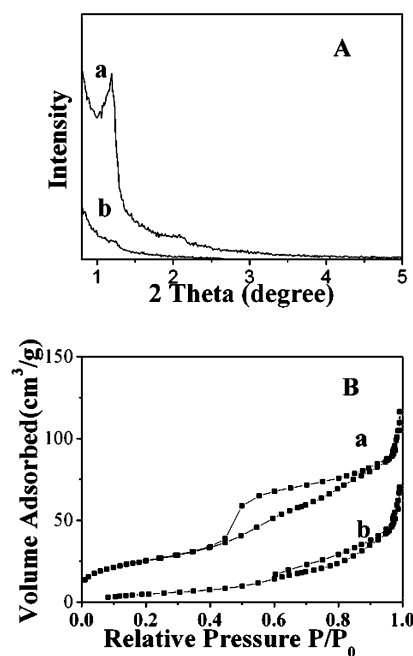 A
a
b
Intensity
1 2 3 4 5
2 Theta (degree)
B
150
a
100
50
b
0
0.0 0.2 0.4 0.6 0.8 1.0
Volume Adsorbed(cm³/g)
Relative Pressure P/P₀